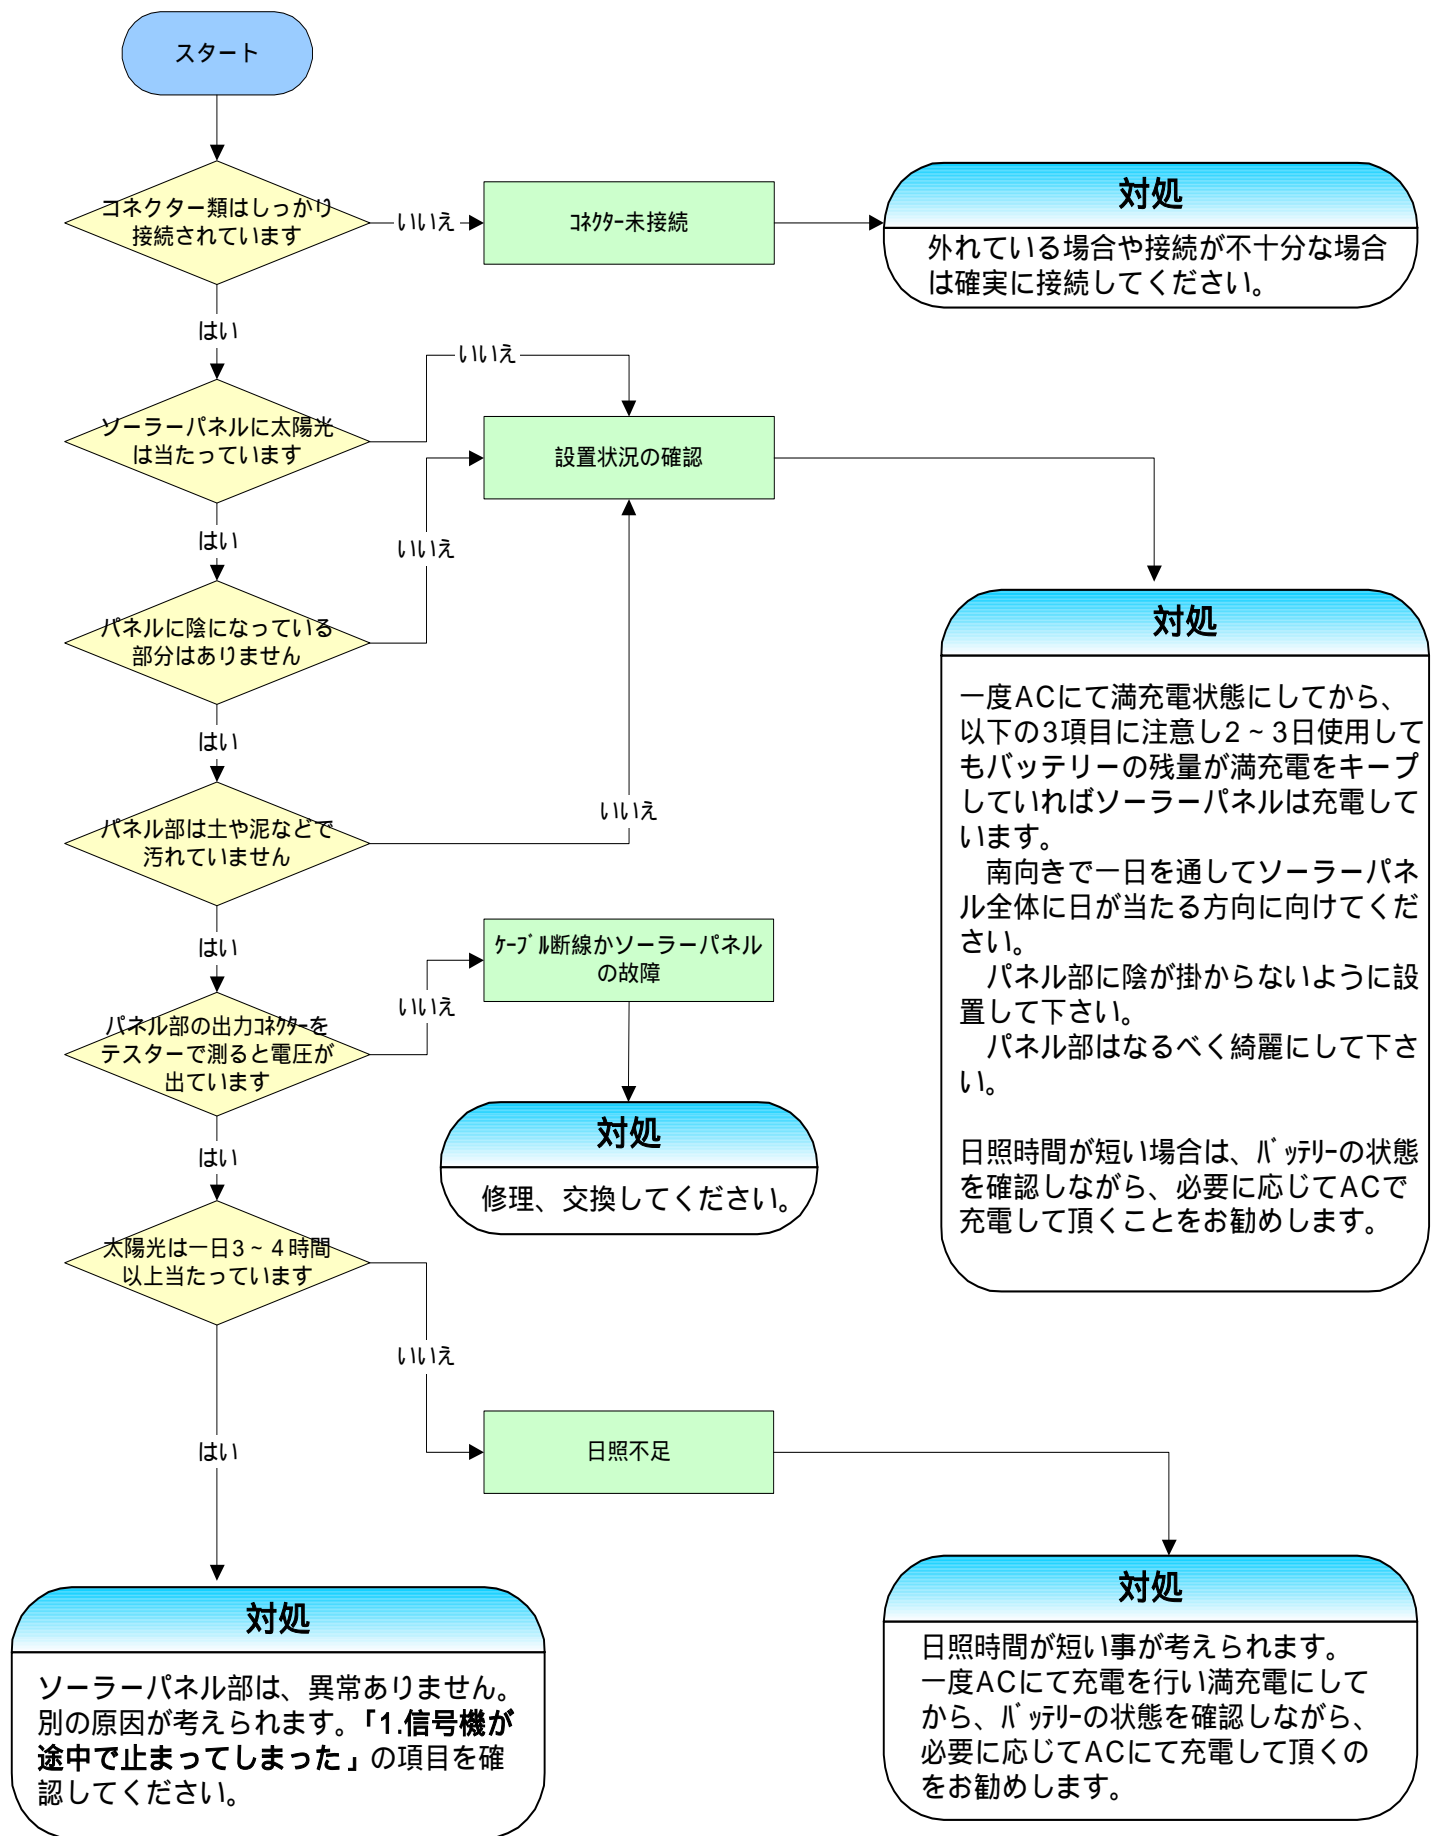 スタート
コネクター類はしっかり
接続されています
いいえ
ｺﾈｸﾀｰ未接続
対処
外れている場合や接続が不十分な場合
は確実に接続してください。
はい
ソーラーパネルに太陽光
は当たっています
いいえ
設置状況の確認
はい
パネルに陰になっている
部分はありません
いいえ
対処
一度ACにて満充電状態にしてから、
以下の3項目に注意し2～3日使用して
もバッテリーの残量が満充電をキープ
していればソーラーパネルは充電して
います。
　南向きで一日を通してソーラーパネ
ル全体に日が当たる方向に向けてくだ
さい。
　パネル部に陰が掛からないように設
置して下さい。
　パネル部はなるべく綺麗にして下さ
い。
日照時間が短い場合は、ﾊﾞｯﾃﾘｰの状態
を確認しながら、必要に応じてACで
充電して頂くことをお勧めします。
はい
パネル部は土や泥などで
汚れていません
いいえ
はい
パネル部の出力ｺﾈｸﾀｰを
テスターで測ると電圧が
出ています
いいえ
ｹｰﾌﾞﾙ断線かソーラーパネル
の故障
対処
修理、交換してください。
はい
太陽光は一日3～4時間
以上当たっています
いいえ
日照不足
はい
対処
日照時間が短い事が考えられます。
一度ACにて充電を行い満充電にして
から、ﾊﾞｯﾃﾘｰの状態を確認しながら、
必要に応じてACにて充電して頂くの
をお勧めします。
対処
ソーラーパネル部は、異常ありません。
別の原因が考えられます。「1.信号機が
途中で止まってしまった」の項目を確
認してください。